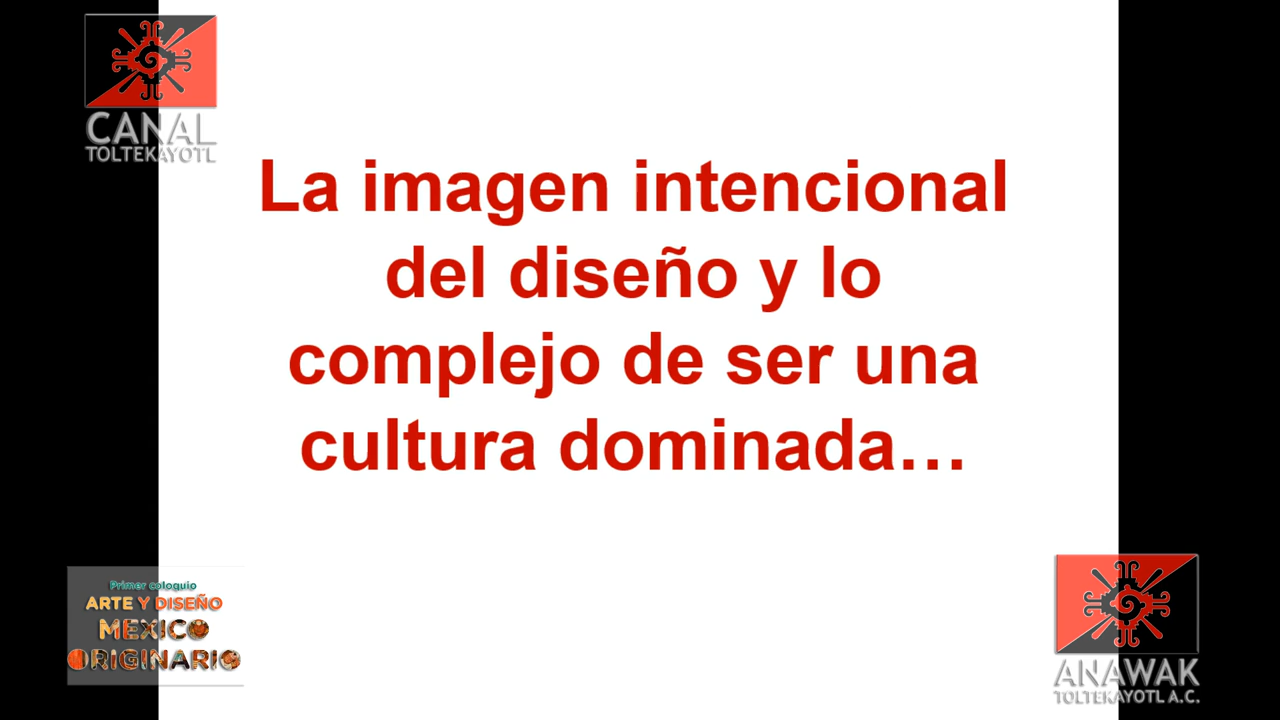 CANAL
TOLTEKAYOTL
La imagen intencional
del diseño y lo
complejo de ser una
cultura dominada…
Primer coloquio
ARTE Y DISEÑO
MEXICO
ORIGINARIO
ANAWAK
TOLTEKAYOTL A.C.